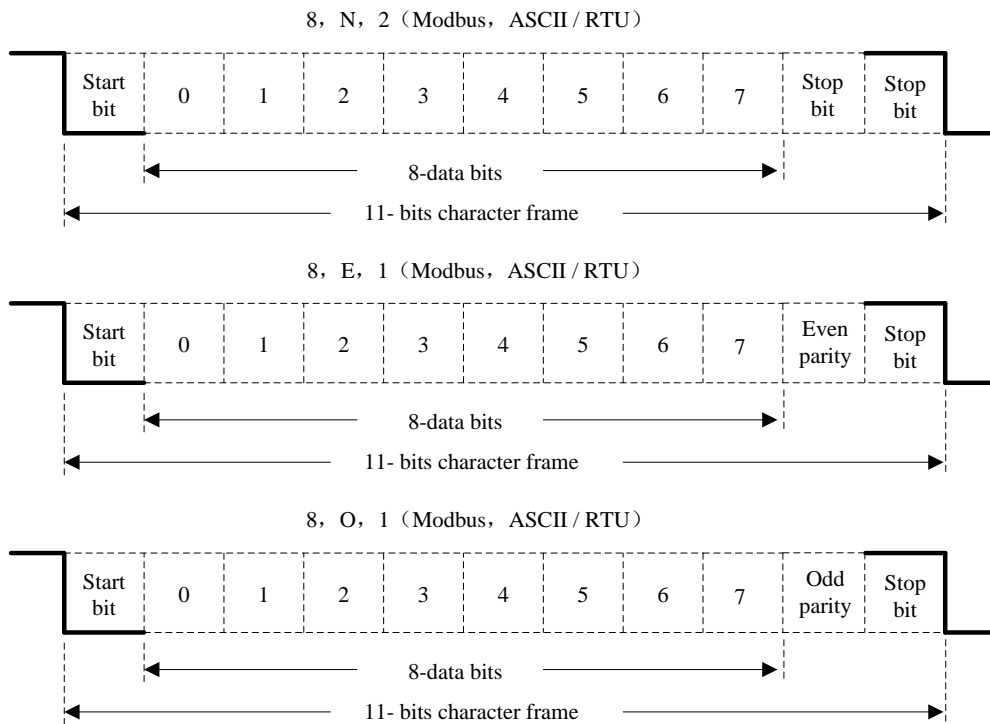 8，N，2（Modbus，ASCII / RTU）
Start bit 0 1 2 3 4 5 6 7 Stop bit Stop bit
8-data bits
11- bits character frame
8，E，1（Modbus，ASCII / RTU）
Start bit 0 1 2 3 4 5 6 7 Even parity Stop bit
8-data bits
11- bits character frame
8，O，1（Modbus，ASCII / RTU）
Start bit 0 1 2 3 4 5 6 7 Odd parity Stop bit
8-data bits
11- bits character frame